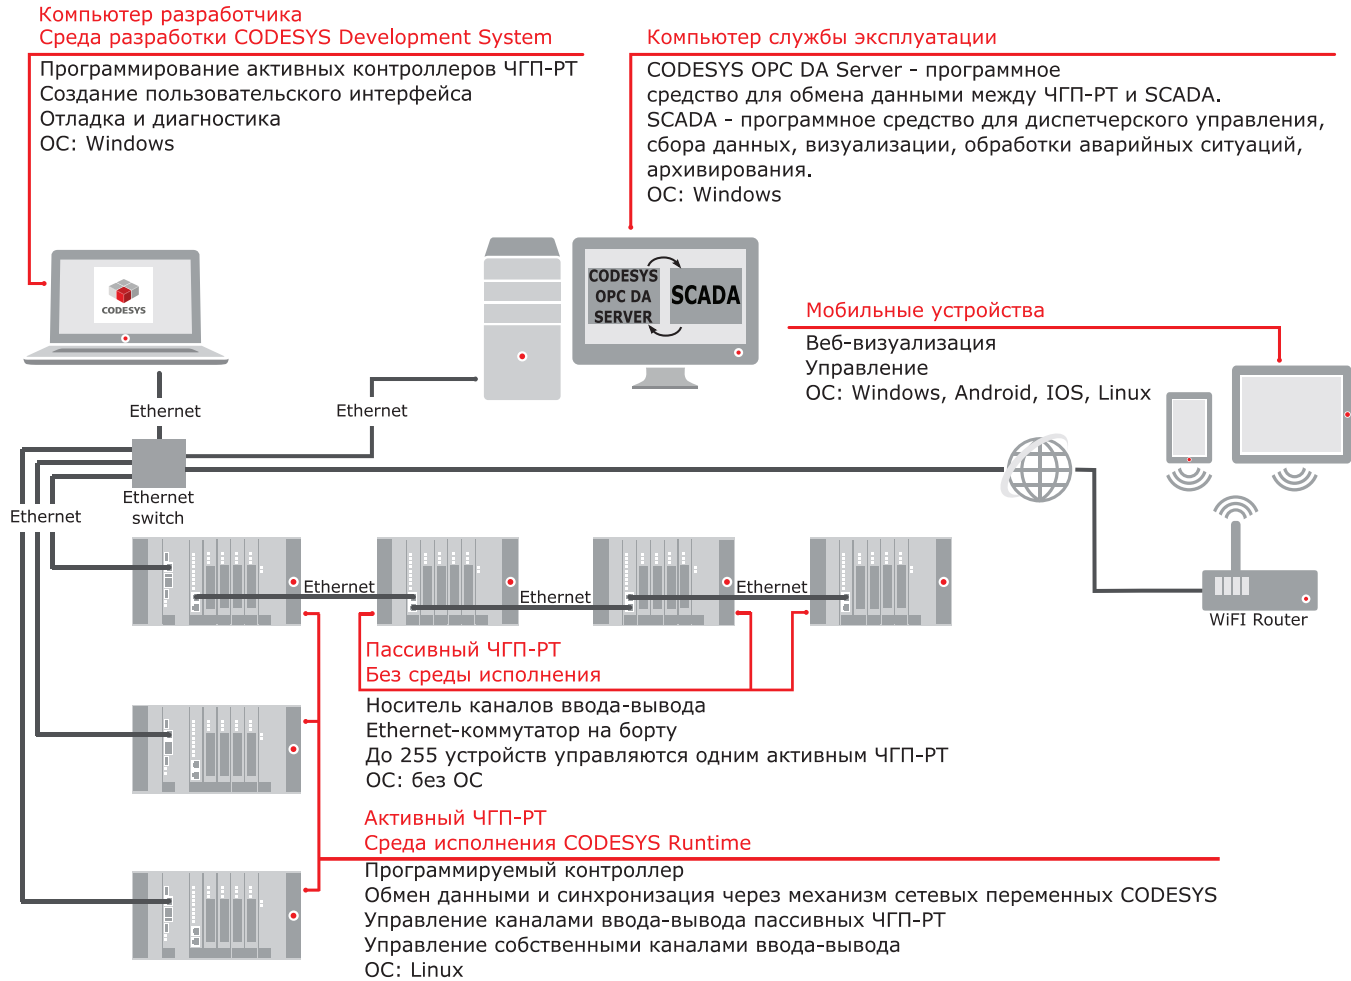 Компьютер разработчика
Среда разработки CODESYS Development System
Программирование активных контроллеров ЧГП-РТ
Создание пользовательского интерфейса
Отладка и диагностика
ОС: Windows
Компьютер службы эксплуатации
CODESYS OPC DA Server - программное
средство для обмена данными между ЧГП-РТ и SCADA.
SCADA - программное средство для диспетчерского управления,
сбора данных, визуализации, обработки аварийных ситуаций,
архивирования.
ОС: Windows
CODESYS
CODESYS
OPC DA
SERVER
SCADA
Мобильные устройства
Веб-визуализация
Управление
ОС: Windows, Android, IOS, Linux
Ethernet
Ethernet
Ethernet
switch
Ethernet
Ethernet
Ethernet
Ethernet
WiFI Router
Пассивный ЧГП-РТ
Без среды исполнения
Носитель каналов ввода-вывода
Ethernet-коммутатор на борту
До 255 устройств управляются одним активным ЧГП-РТ
ОС: без ОС
Активный ЧГП-РТ
Среда исполнения CODESYS Runtime
Программируемый контроллер
Обмен данными и синхронизация через механизм сетевых переменных CODESYS
Управление каналами ввода-вывода пассивных ЧГП-РТ
Управление собственными каналами ввода-вывода
ОС: Linux